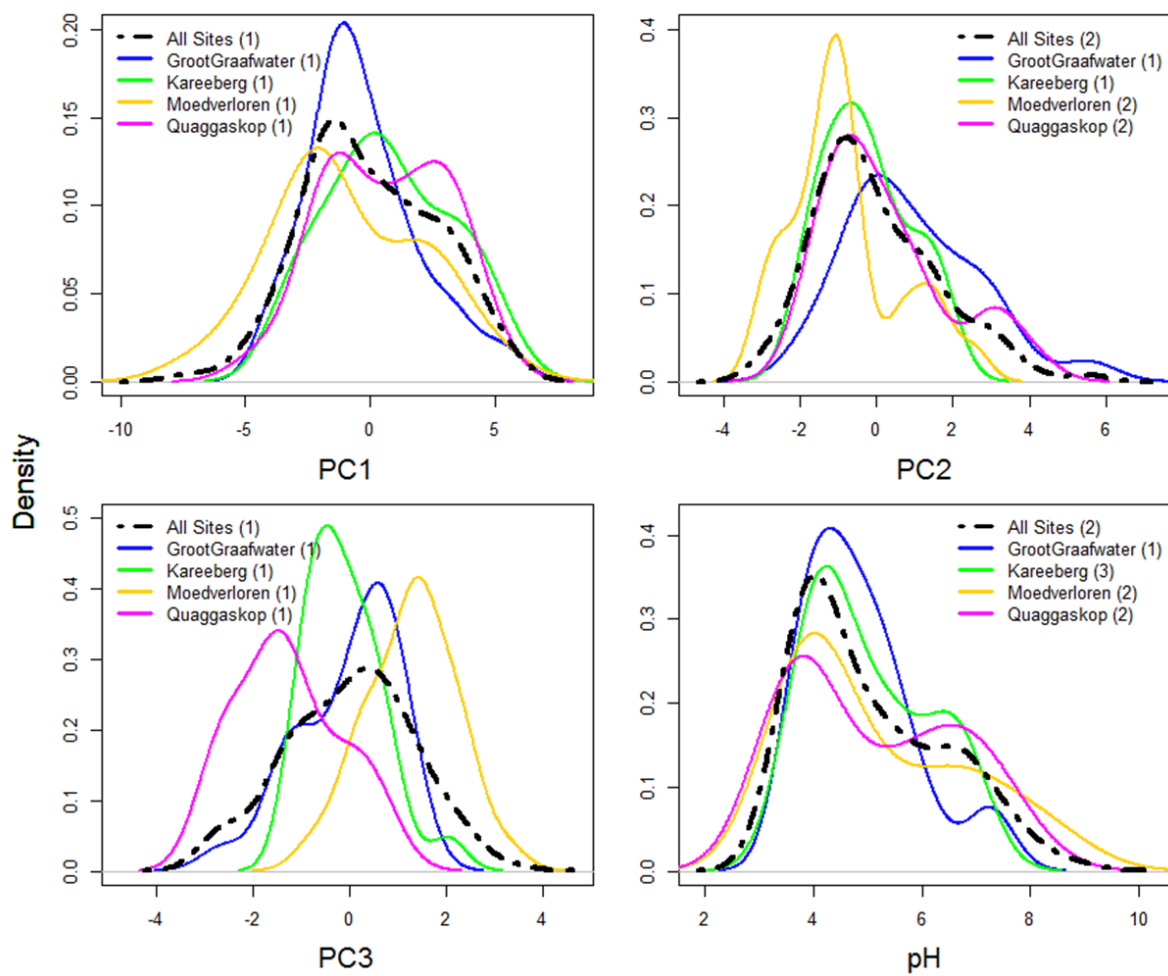 0.00 0.05 0.10 0.15 0.20
All Sites (1)
GrootGraafwater (1)
Kareeberg (1)
Moedverloren (1)
Quaggaskop (1)
-10 -5 0 5
PC1
0.0 0.1 0.2 0.3 0.4
All Sites (2)
GrootGraafwater (1)
Kareeberg (1)
Moedverloren (2)
Quaggaskop (2)
-4 -2 0 2 4 6
PC2
Density
0.0 0.1 0.2 0.3 0.4 0.5
All Sites (1)
GrootGraafwater (1)
Kareeberg (1)
Moedverloren (1)
Quaggaskop (1)
-4 -2 0 2 4
PC3
0.0 0.1 0.2 0.3 0.4
All Sites (2)
GrootGraafwater (1)
Kareeberg (3)
Moedverloren (2)
Quaggaskop (2)
2 4 6 8 10
pH